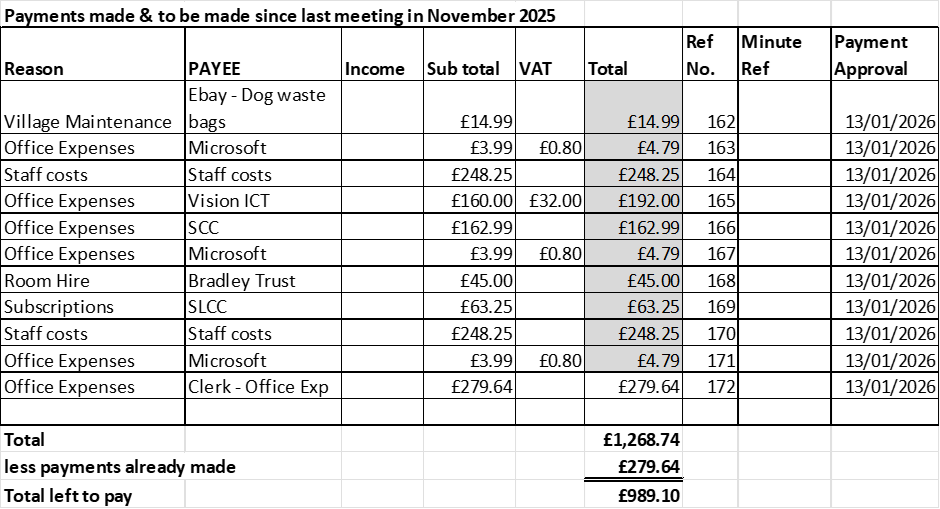 Payments made & to be made since last meeting in November 2025
Reason PAYEE Income Sub total VAT Total Ref No. Minute Ref Payment Approval
Village Maintenance Ebay - Dog waste bags £14.99 £14.99 162 13/01/2026
Office Expenses Microsoft £3.99 £0.80 £4.79 163 13/01/2026
Staff costs Staff costs £248.25 £248.25 164 13/01/2026
Office Expenses Vision ICT £160.00 £32.00 £192.00 165 13/01/2026
Office Expenses SCC £162.99 £162.99 166 13/01/2026
Office Expenses Microsoft £3.99 £0.80 £4.79 167 13/01/2026
Room Hire Bradley Trust £45.00 £45.00 168 13/01/2026
Subscriptions SLCC £63.25 £63.25 169 13/01/2026
Staff costs Staff costs £248.25 £248.25 170 13/01/2026
Office Expenses Microsoft £3.99 £0.80 £4.79 171 13/01/2026
Office Expenses Clerk - Office Exp £279.64 £279.64 172 13/01/2026
Total £1,268.74
less payments already made £279.64
Total left to pay £989.10